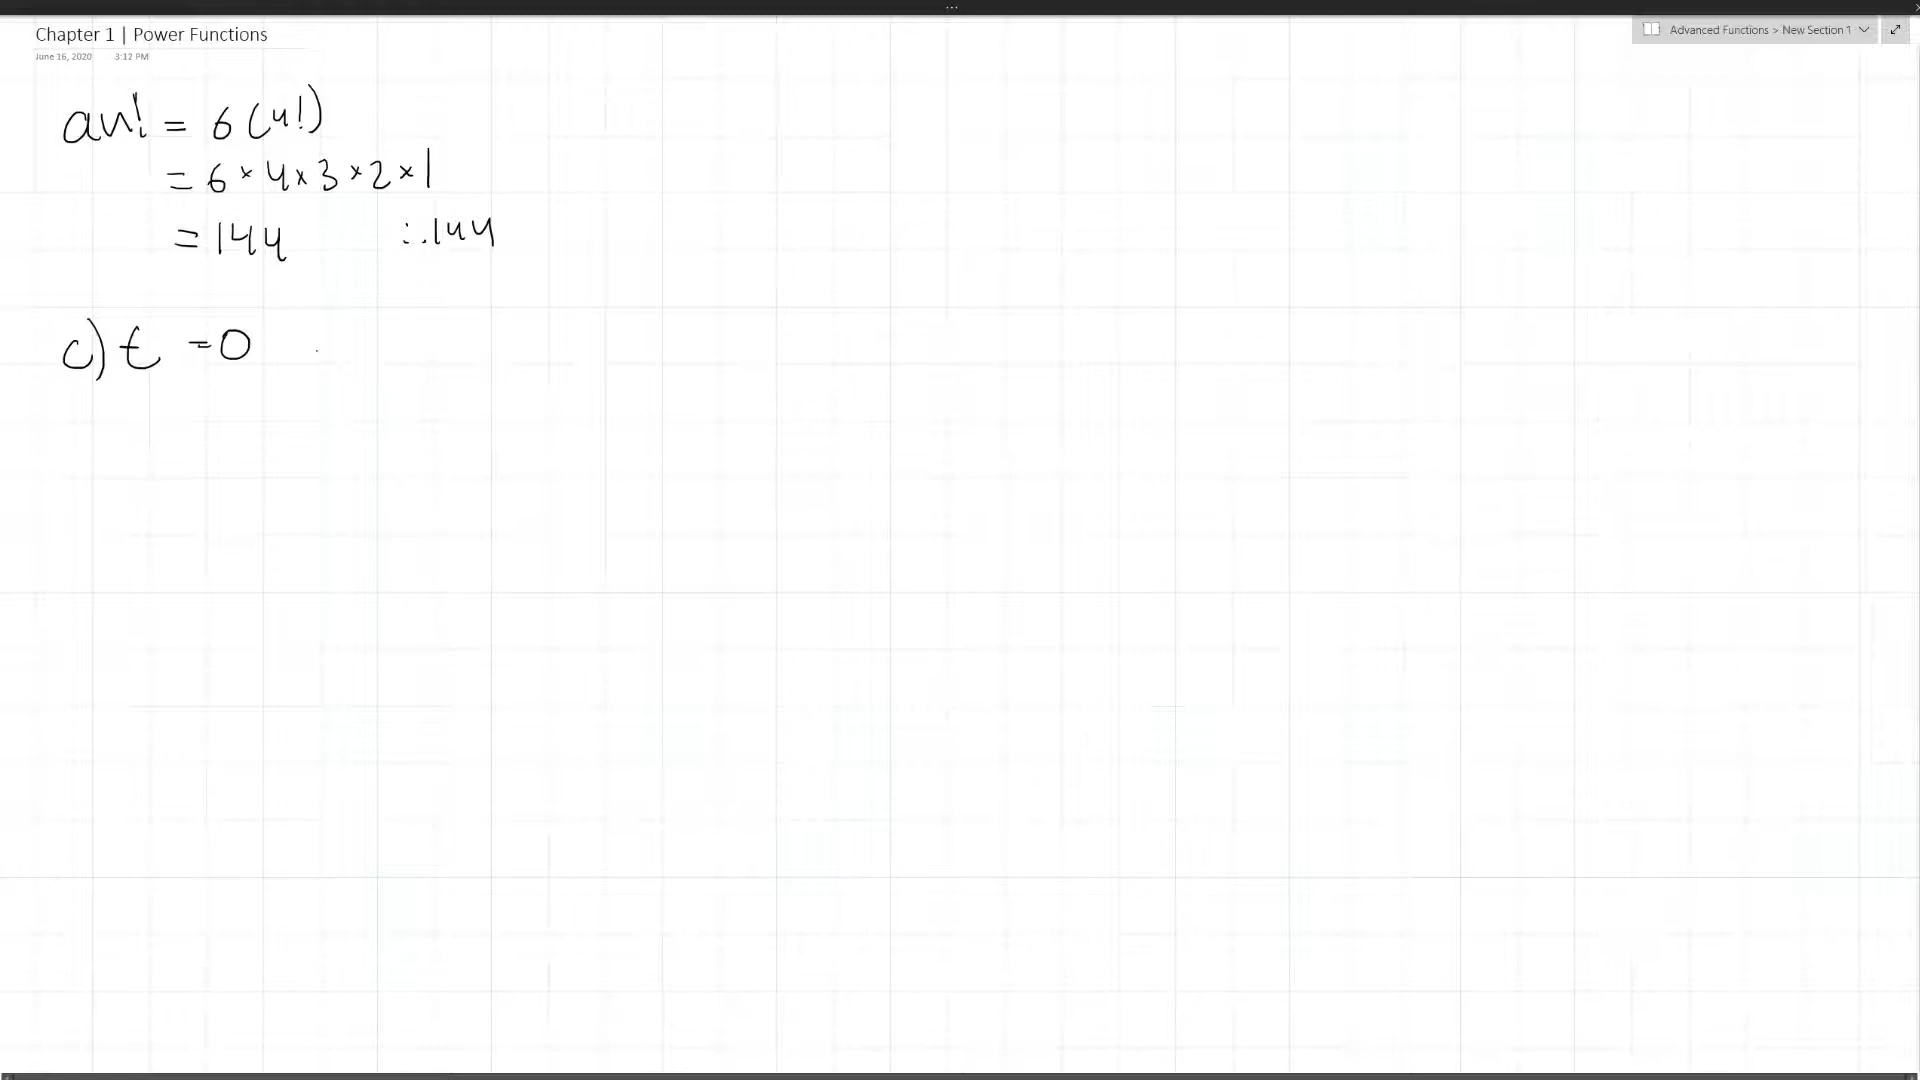 ...
Chapter 1 | Power Functions
Advanced Functions > New Section 1
June 16, 2020 3:12 PM
an! = 6(4!)
= 6 × 4 × 3 × 2 × 1
= 144 ∴ 144
c) t = 0